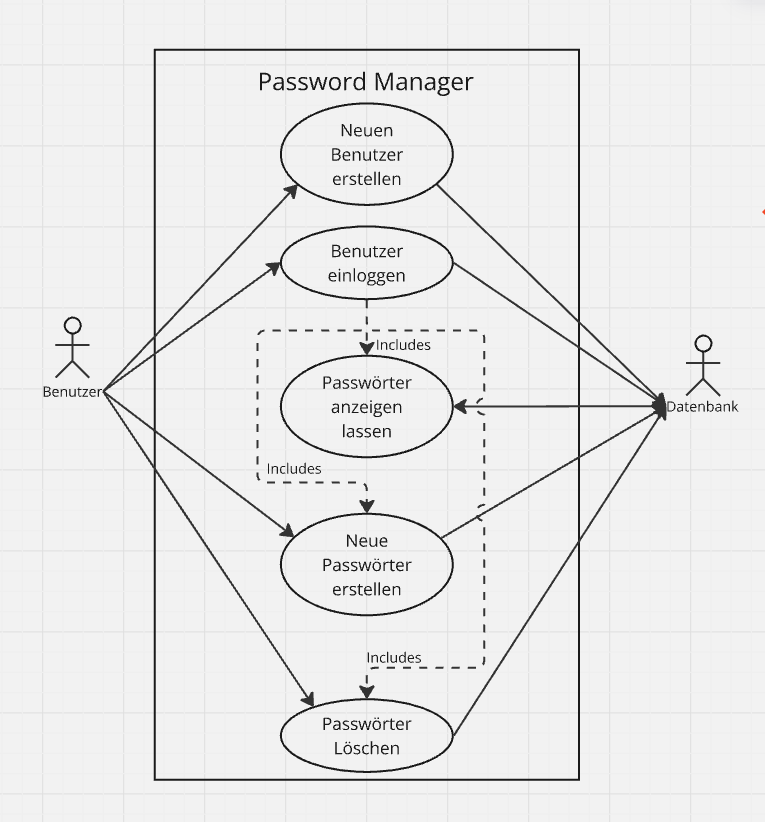 Password Manager
Neuen
Benutzer
erstellen
Benutzer
einloggen
Includes
Passwörter
anzeigen
lassen
Benutzer
Datenbank
Includes
Neue
Passwörter
erstellen
Includes
Passwörter
Löschen